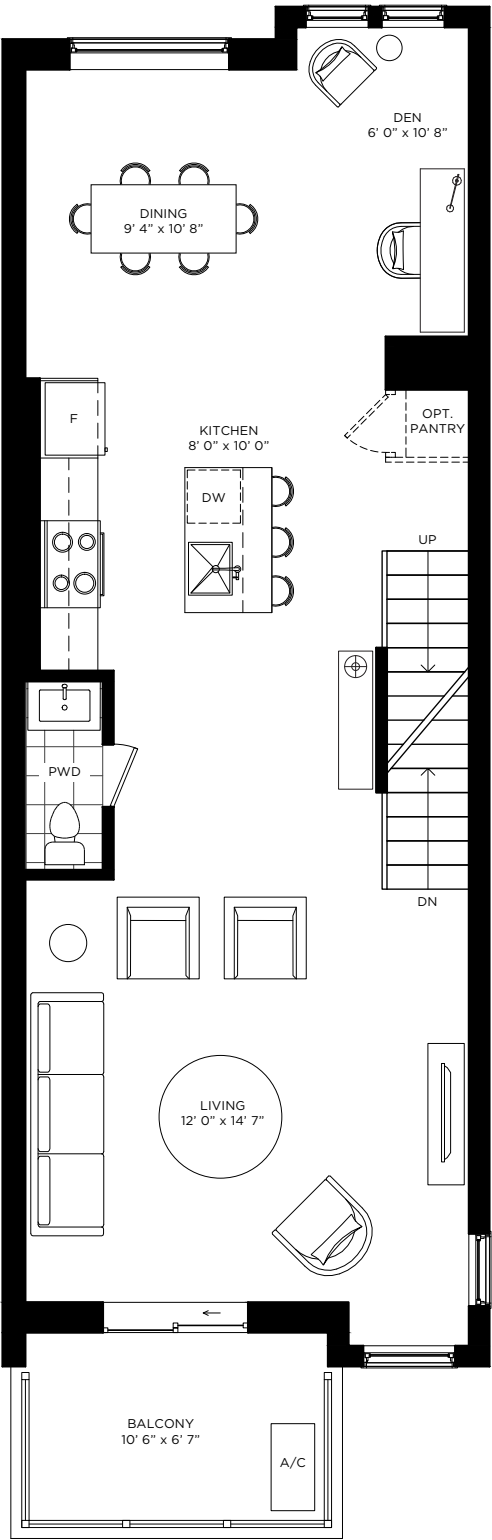 DEN
6' 0” x 10' 8”
DINING
9' 4” x 10' 8”
F
KITCHEN
8' 0” x 10' 0”
OPT.
PANTRY
DW
UP
PWD
DN
LIVING
12' 0” x 14' 7”
BALCONY
10' 6” x 6' 7”
A/C